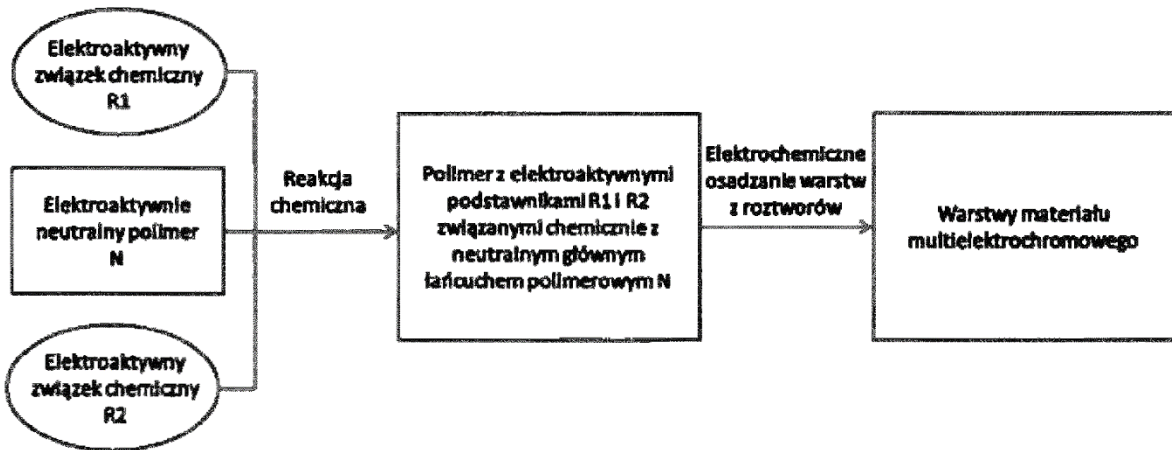 Elektroaktywny
związek chemiczny
R1
Elektroaktywnie
neutralny polimer
N
Elektroaktywny
związek chemiczny
R2
Reakcja
chemiczna
Polimer z elektroaktywnymi
podstawnikami R1 i R2
związanymi chemicznie z
neutralnym głównym
łańcuchem polimerowym N
Elektrochemiczne
osadzanie warstw
z roztworów
Warstwy materiału
multielektrochromowego